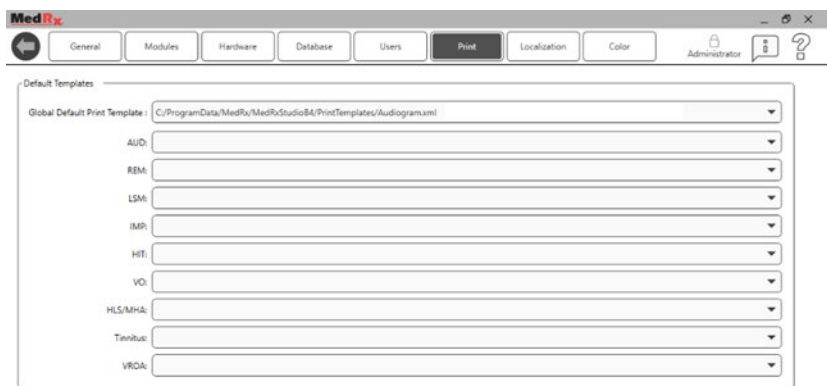 MedRx
General Modules Hardware Database Users Print Localization Color Administrator
Default Templates
Global Default Print Template : C:/ProgramData/MedRx/MedRxStudio84/PrintTemplates/Audiogram.xml
AUD:
REM:
LSM:
IMP:
HIT:
VO:
HLS/MHA:
Tinnitus:
VROA: